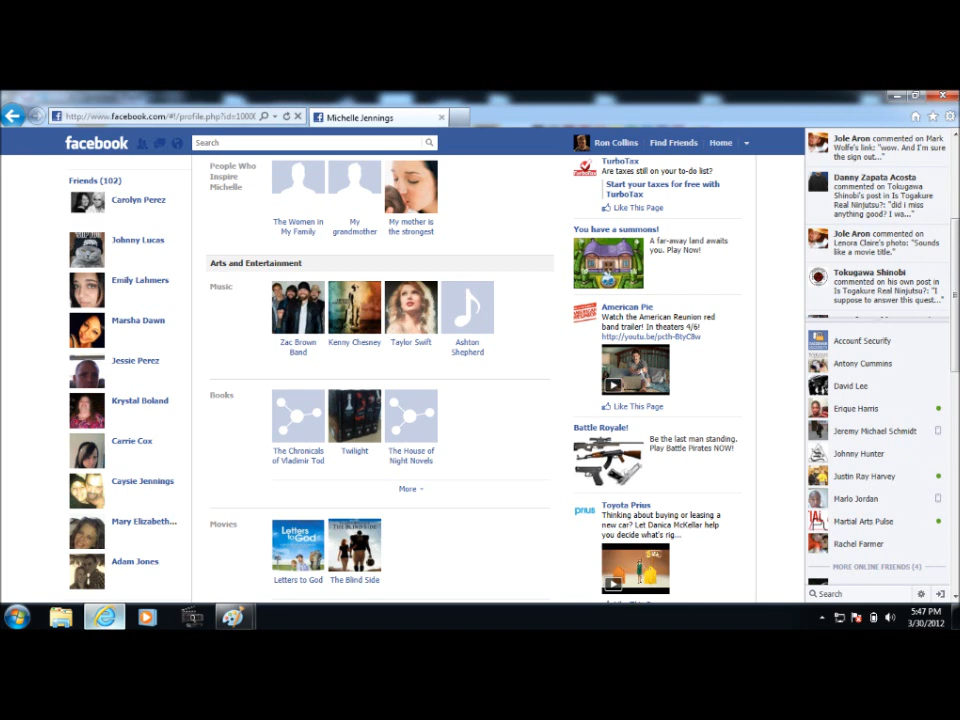 http://www.facebook.com/#!/profile.php?id=1000
Michelle Jennings
facebook
Search
Ron Collins
Find Friends
Home
Friends (102)
Carolyn Perez
Johnny Lucas
Emily Lahmers
Marsha Dawn
Jessie Perez
Krystal Boland
Carrie Cox
Caysie Jennings
Mary Elizabeth...
Adam Jones
People Who
Inspire
Michelle
The Women in
My Family
My
grandmother
My mother is
the strongest
Arts and Entertainment
Music
Zac Brown
Band
Kenny Chesney
Taylor Swift
Ashton
Shepherd
Books
The Chronicals
of Vladimir Tod
Twilight
The House of
Night Novels
More
Movies
Letters to God
The Blind Side
TurboTax
Are taxes still on your to-do list?
Start your taxes for free with
TurboTax
Like This Page
You have a summons!
A far-away land awaits
you. Play Now!
American Pie
Watch the American Reunion red
band trailer! In theaters 4/6!
Like This Page
Battle Royale!
Be the last man standing.
Play Battle Pirates NOW!
Toyota Prius
prius
Thinking about buying or leasing a
new car? Let Danica McKellar help
you decide what's rig...
Jole Aron commented on Mark
Wolfe's link: "wow. And I'm sure
the sign out..."
Danny Zapata Acosta
commented on Tokugawa
Shinobi's post in Is Togakure
Real Ninjutsu?: "did i miss
anything good? I wa..."
Jole Aron commented on
Lenora Claire's photo: "Sounds
like a movie title."
Tokugawa Shinobi
commented on his own post in
Is Togakure Real Ninjutsu?: "I
suppose to answer this quest..."
Account Security
Antony Cummins
David Lee
Enque Harris
Jeremy Michael Schmidt
Johnny Hunter
Justin Ray Harvey
Marlo Jordan
Martial Arts Pulse
Rachel Farmer
MORE ONLINE FRIENDS (4)
Search
5:47 PM
3/30/2012